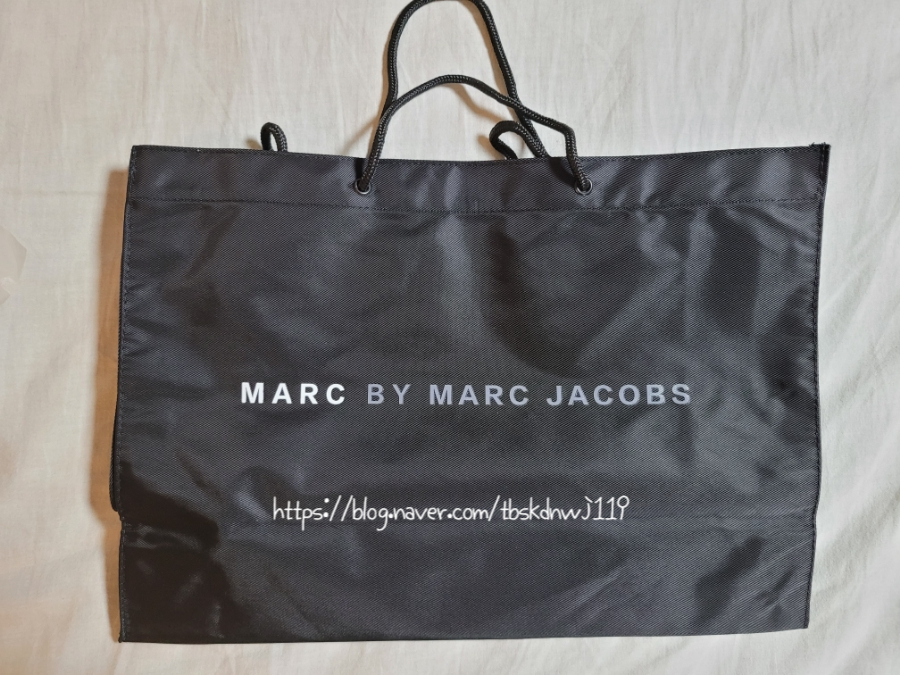 MARC BY MARC JACOBS
https://blog.naver.com/tbskdnwj119